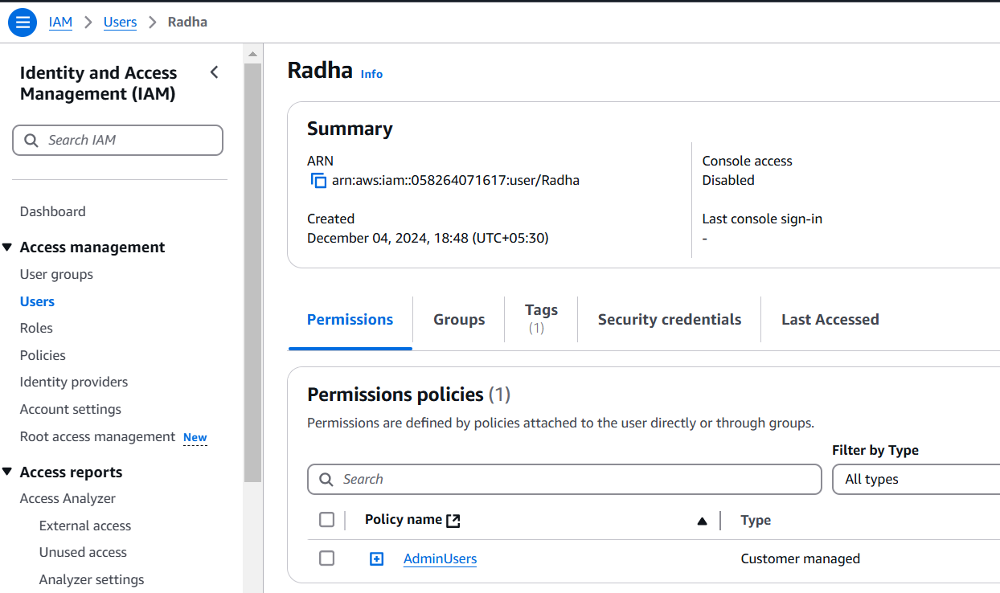 IAM > Users > Radha
Identity and Access
Management (IAM)
Search IAM
Dashboard
Access management
User groups
Users
Roles
Policies
Identity providers
Account settings
Root access management New
Access reports
Access Analyzer
External access
Unused access
Analyzer settings
Radha Info
Summary
ARN
arn:aws:iam::058264071617:user/Radha
Created
December 04, 2024, 18:48 (UTC+05:30)
Console access
Disabled
Last console sign-in
-
Permissions
Groups
Tags
(1)
Security credentials
Last Accessed
Permissions policies (1)
Permissions are defined by policies attached to the user directly or through groups.
Filter by Type
Search
All types
Policy name
Type
AdminUsers
Customer managed